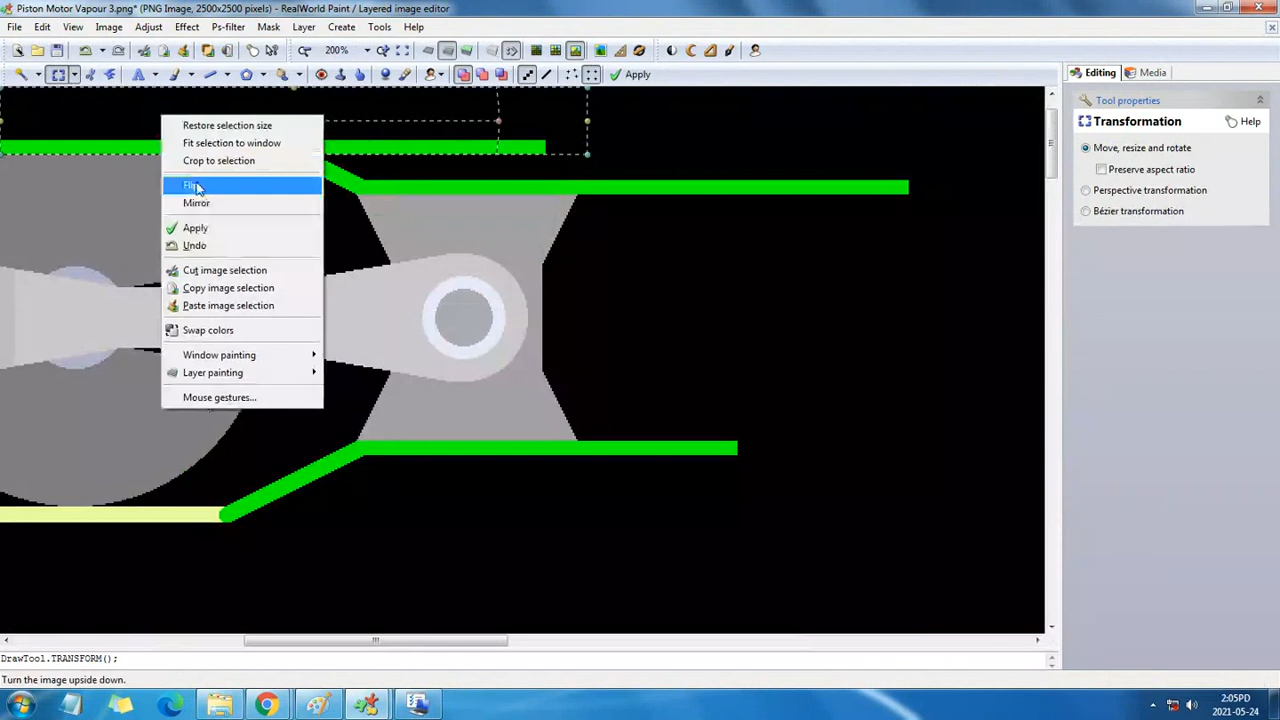 Piston Motor Vapour 3.png* (PNG Image, 2500x2500 pixels) - RealWorld Paint / Layered image editor
File Edit View Image Adjust Effect Ps-filter Mask Layer Create Tools Help
200%
Apply
Editing Media
Tool properties
Transformation Help
Move, resize and rotate
Preserve aspect ratio
Perspective transformation
Bézier transformation
Restore selection size
Fit selection to window
Crop to selection
Mirror
Apply
Undo
Cut image selection
Copy image selection
Paste image selection
Swap colors
Window painting
Layer painting
Mouse gestures...
DrawTool.TRANSFORM();
Turn the image upside down.
2:05PD
2021-05-24